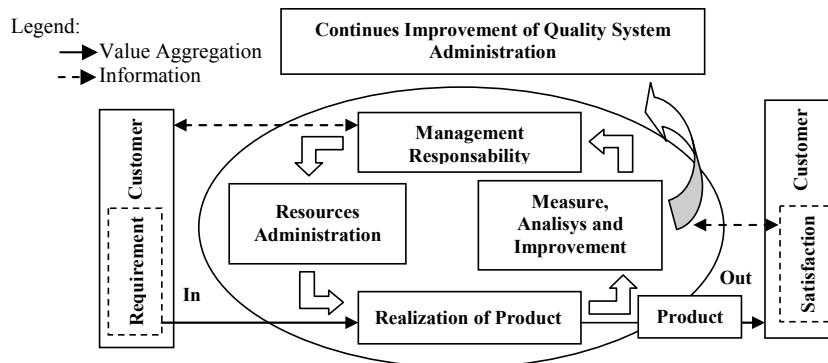 Legend:
Value Aggregation
Information
Continues Improvement of Quality System
Administration
Customer
Requirement
In
Management
Responsability
Resources
Administration
Measure,
Analisys and
Improvement
Realization of Product
Product
Out
Customer
Satisfaction